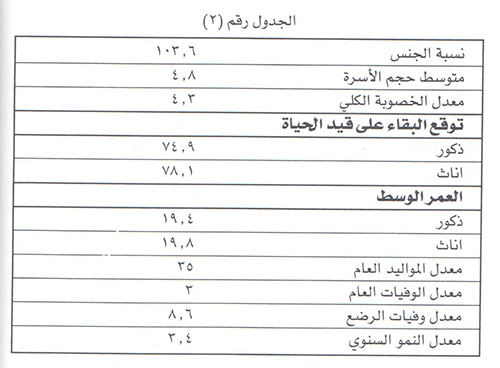 الجدول رقم (٢)
نسبة الجنس ١٠٣,٦
متوسط حجم الأسرة ٤,٨
معدل الخصوبة الكلي ٤,٣
توقع البقاء على قيد الحياة
ذكور ٧٤,٩
اناث ٧٨,١
العمر الوسط
ذكور ١٩,٤
اناث ١٩,٨
معدل المواليد العام ٣٥
معدل الوفيات العام ٣
معدل وفيات الرضع ٨,٦
معدل النمو السنوي ٣,٤